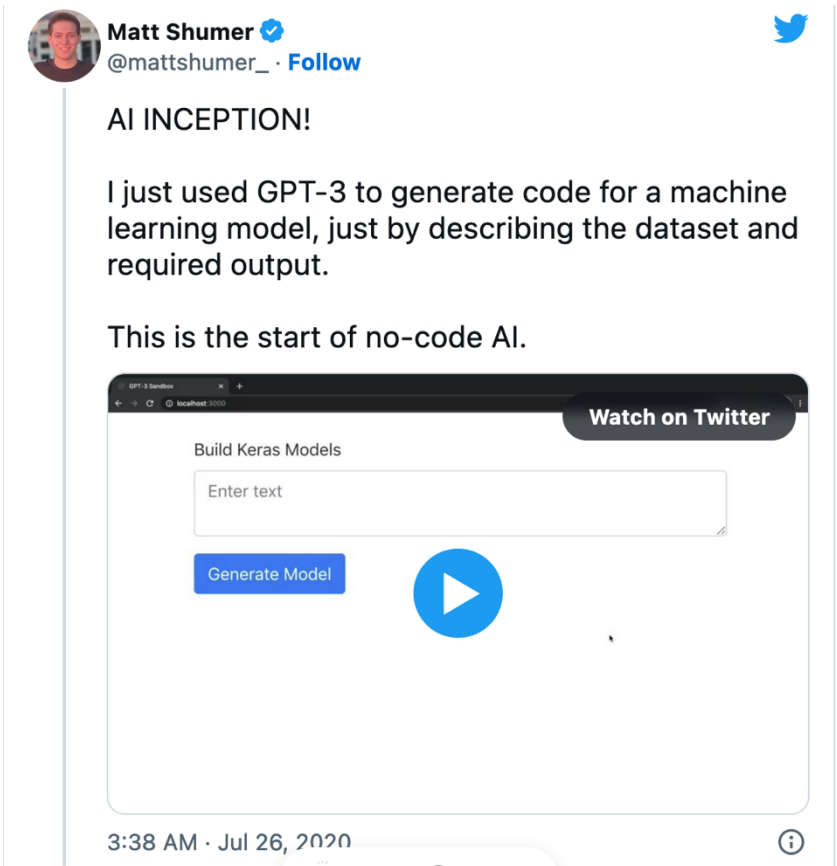 Matt Shumer
@mattshumer_ · Follow
AI INCEPTION!
I just used GPT-3 to generate code for a machine
learning model, just by describing the dataset and
required output.
This is the start of no-code AI.
GPT-3 Sandbox
localhost:3000
Watch on Twitter
Build Keras Models
Enter text
Generate Model
3:38 AM · Jul 26, 2020